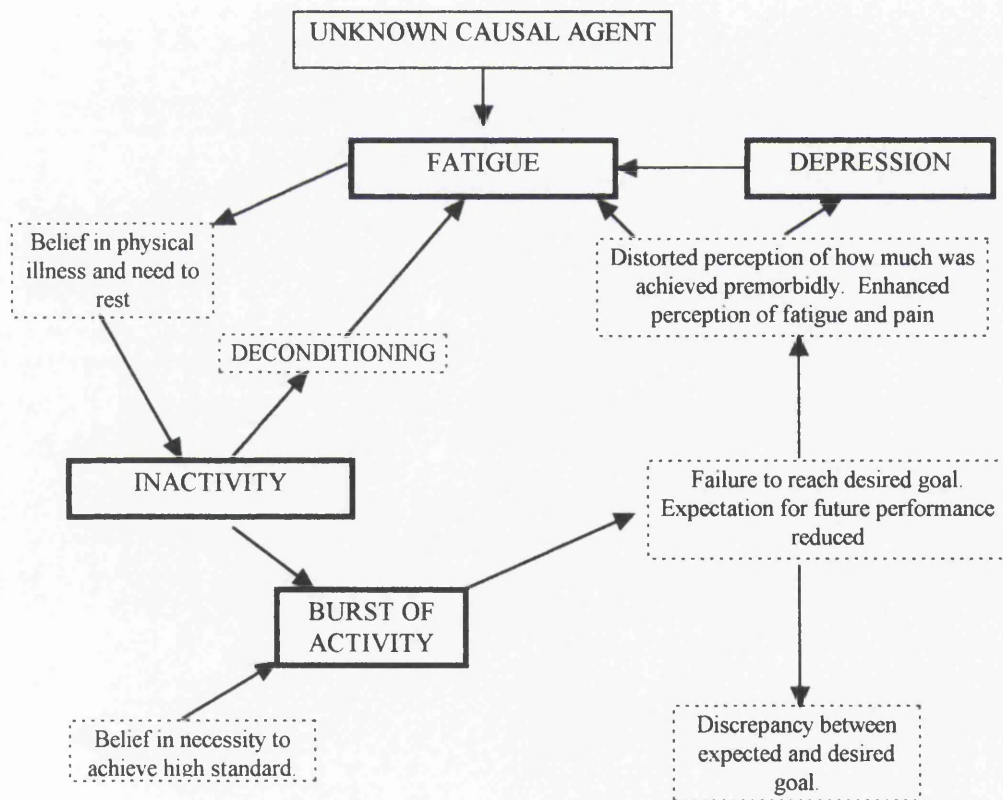 UNKNOWN CAUSAL AGENT
FATIGUE
DEPRESSION
Belief in physical
illness and need to
rest
Distorted perception of how much was
achieved premorbidly. Enhanced
perception of fatigue and pain
DECONDITIONING
INACTIVITY
Failure to reach desired goal.
Expectation for future performance
reduced
BURST OF
ACTIVITY
Belief in necessity to
achieve high standard.
Discrepancy between
expected and desired
goal.